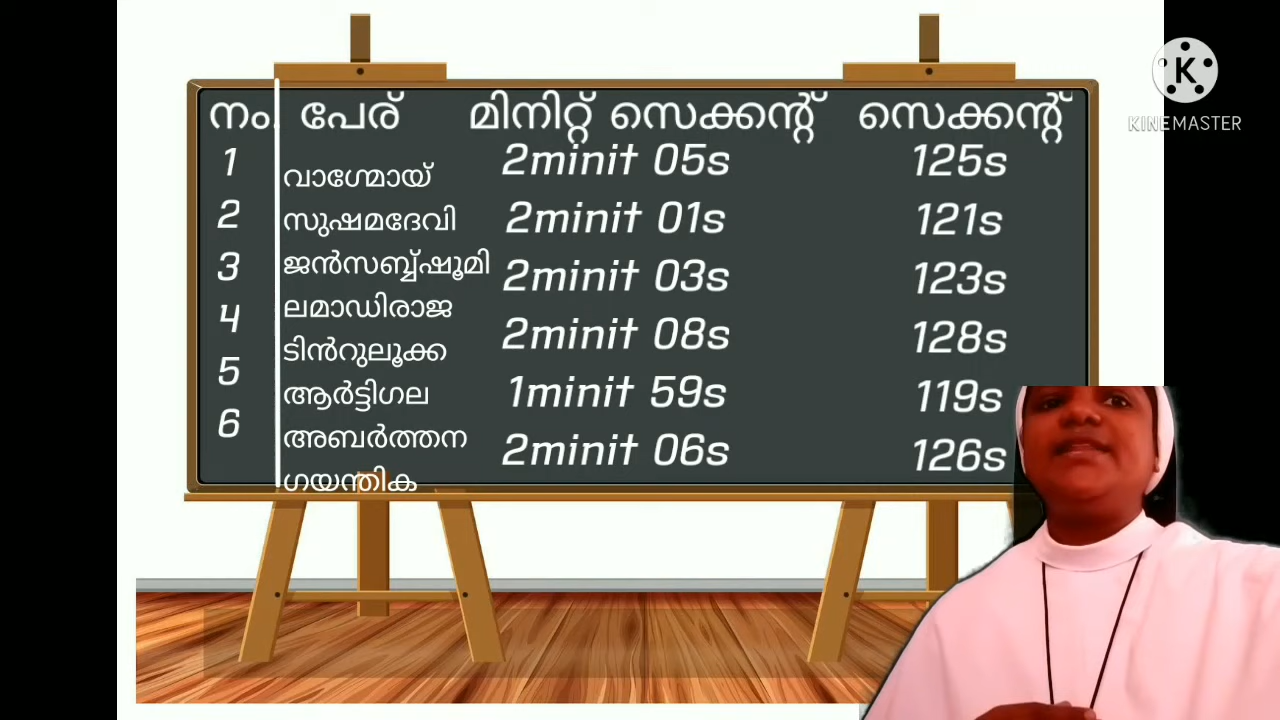 നം. പേര് മിനിറ്റ് സെക്കന്റ് സെക്കന്റ്
1 വാഗ്മോയ് 2minit 05s 125s
2 സുഷമദേവി 2minit 01s 121s
3 ജൻസബ്ബ്ഷൂമി 2minit 03s 123s
4 ലമാഡിരാജ 2minit 08s 128s
5 ടിൻറുലൂക്ക 1minit 59s 119s
6 ആർട്ടിഗല 2minit 06s 126s
അബർത്തന
ഗയന്തിക
K
KINEMASTER